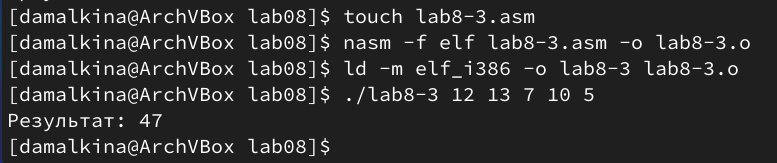 [damalkina@ArchVBox lab08]$ touch lab8-3.asm
[damalkina@ArchVBox lab08]$ nasm -f elf lab8-3.asm -o lab8-3.o
[damalkina@ArchVBox lab08]$ ld -m elf_i386 -o lab8-3 lab8-3.o
[damalkina@ArchVBox lab08]$ ./lab8-3 12 13 7 10 5
Результат: 47
[damalkina@ArchVBox lab08]$